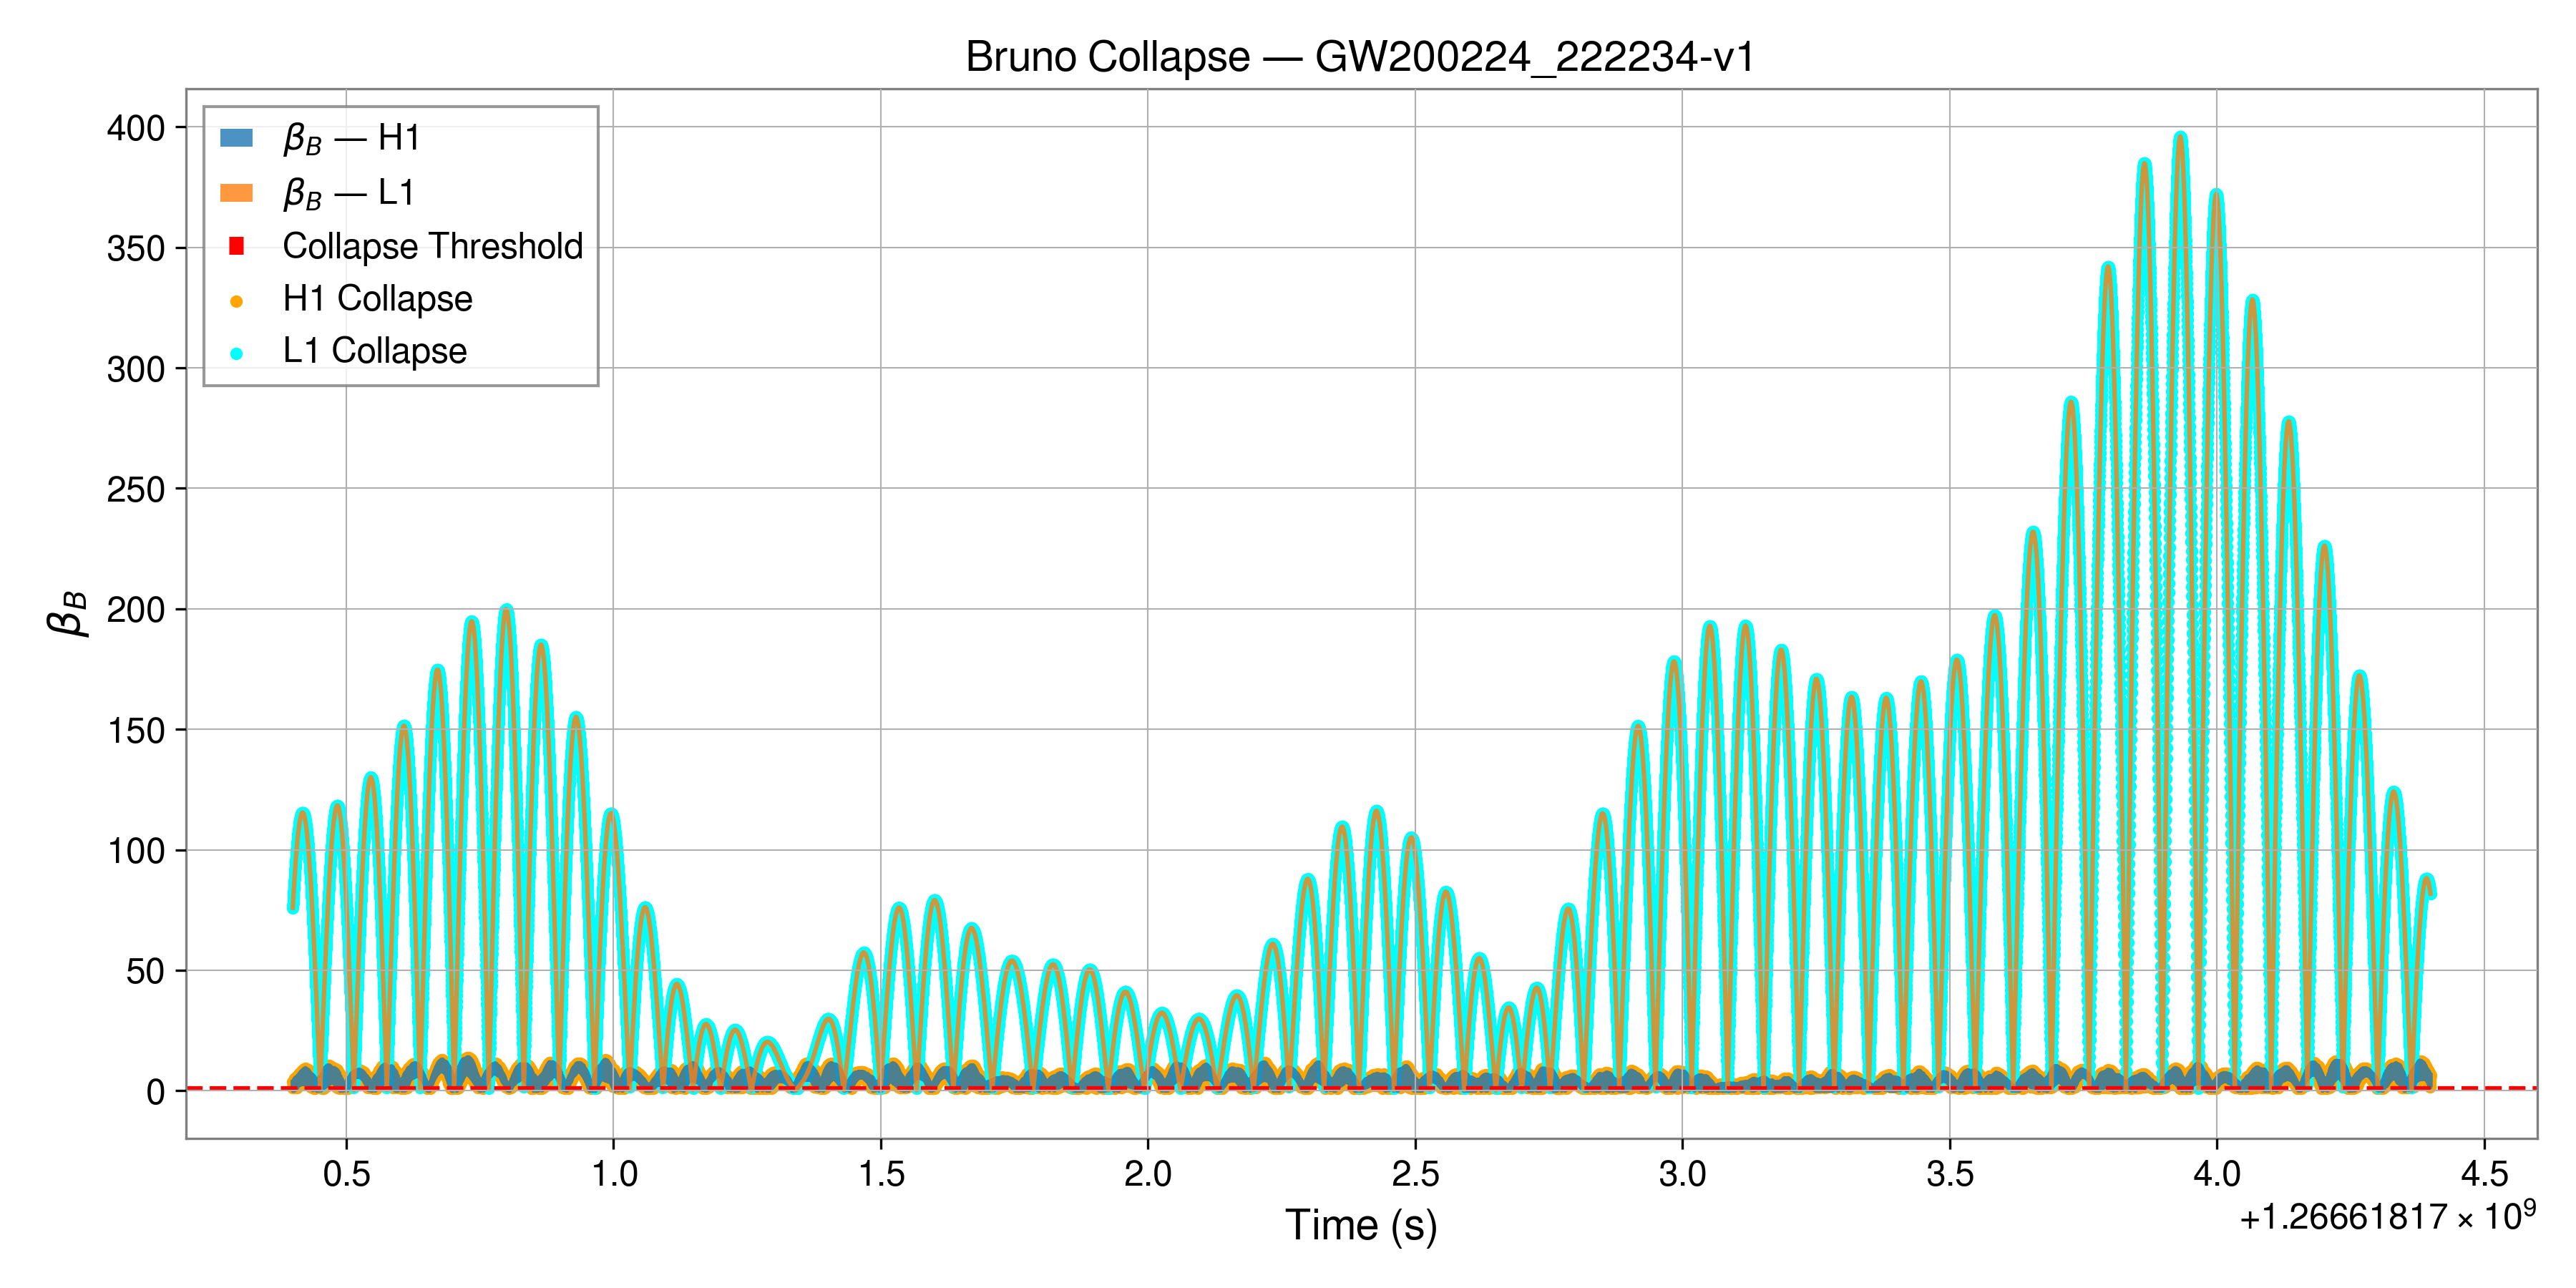 Bruno Collapse — GW200224_222234-v1
β_B — H1
β_B — L1
Collapse Threshold
H1 Collapse
L1 Collapse
400
350
300
250
200
150
100
50
0
β_B
0.5 1.0 1.5 2.0 2.5 3.0 3.5 4.0 4.5
+1.26661817 × 10⁹
Time (s)